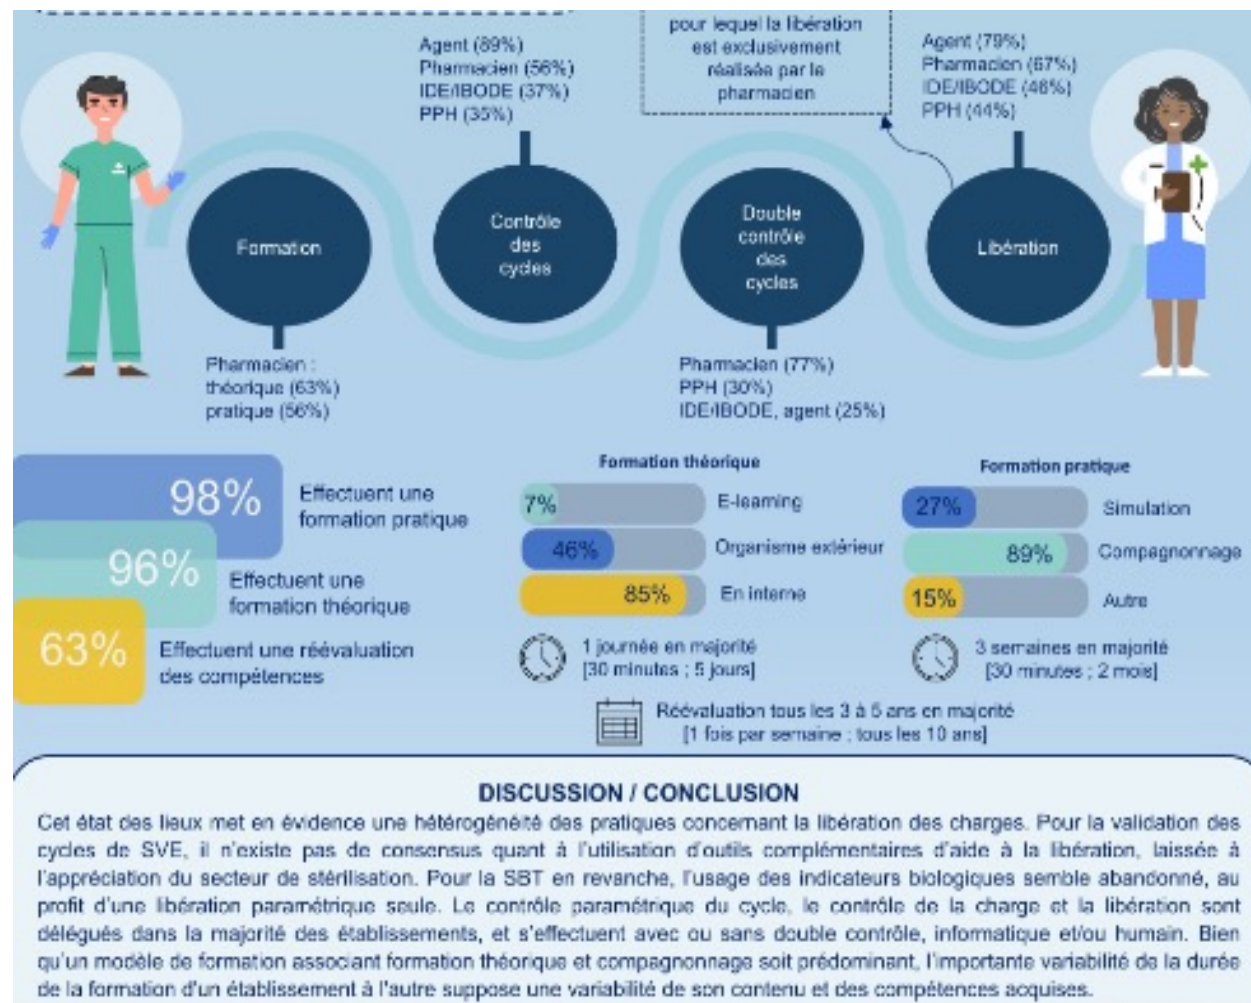 Agent (89%)
Pharmacien (56%)
IDE/IBODE (37%)
PPH (35%)
pour lequel la libération
est exclusivement
réalisée par le
pharmacien
Agent (79%)
Pharmacien (67%)
IDE/IBODE (46%)
PPH (44%)
Formation
Contrôle
des
cycles
Double
contrôle
des
cycles
Libération
Pharmacien :
théorique (63%)
pratique (56%)
Pharmacien (77%)
PPH (30%)
IDE/IBODE, agent (25%)
98%
Effectuent une
formation pratique
96%
Effectuent une
formation théorique
63%
Effectuent une réévaluation
des compétences
Formation théorique
7% E-learning
46% Organisme extérieur
85% En interne
1 journée en majorité
[30 minutes ; 5 jours]
Formation pratique
27% Simulation
89% Compagnonnage
15% Autre
3 semaines en majorité
[30 minutes ; 2 mois]
Réévaluation tous les 3 à 5 ans en majorité
[1 fois par semaine ; tous les 10 ans]
DISCUSSION / CONCLUSION
Cet état des lieux met en évidence une hétérogénéité des pratiques concernant la libération des charges. Pour la validation des
cycles de SVE, il n'existe pas de consensus quant à l'utilisation d'outils complémentaires d'aide à la libération, laissée à
l'appréciation du secteur de stérilisation. Pour la SBT en revanche, l'usage des indicateurs biologiques semble abandonné, au
profit d'une libération paramétrique seule. Le contrôle paramétrique du cycle, le contrôle de la charge et la libération sont
délégués dans la majorité des établissements, et s'effectuent avec ou sans double contrôle, informatique et/ou humain. Bien
qu'un modèle de formation associant formation théorique et compagnonnage soit prédominant, l'importante variabilité de la durée
de la formation d'un établissement à l'autre suppose une variabilité de son contenu et des compétences acquises.